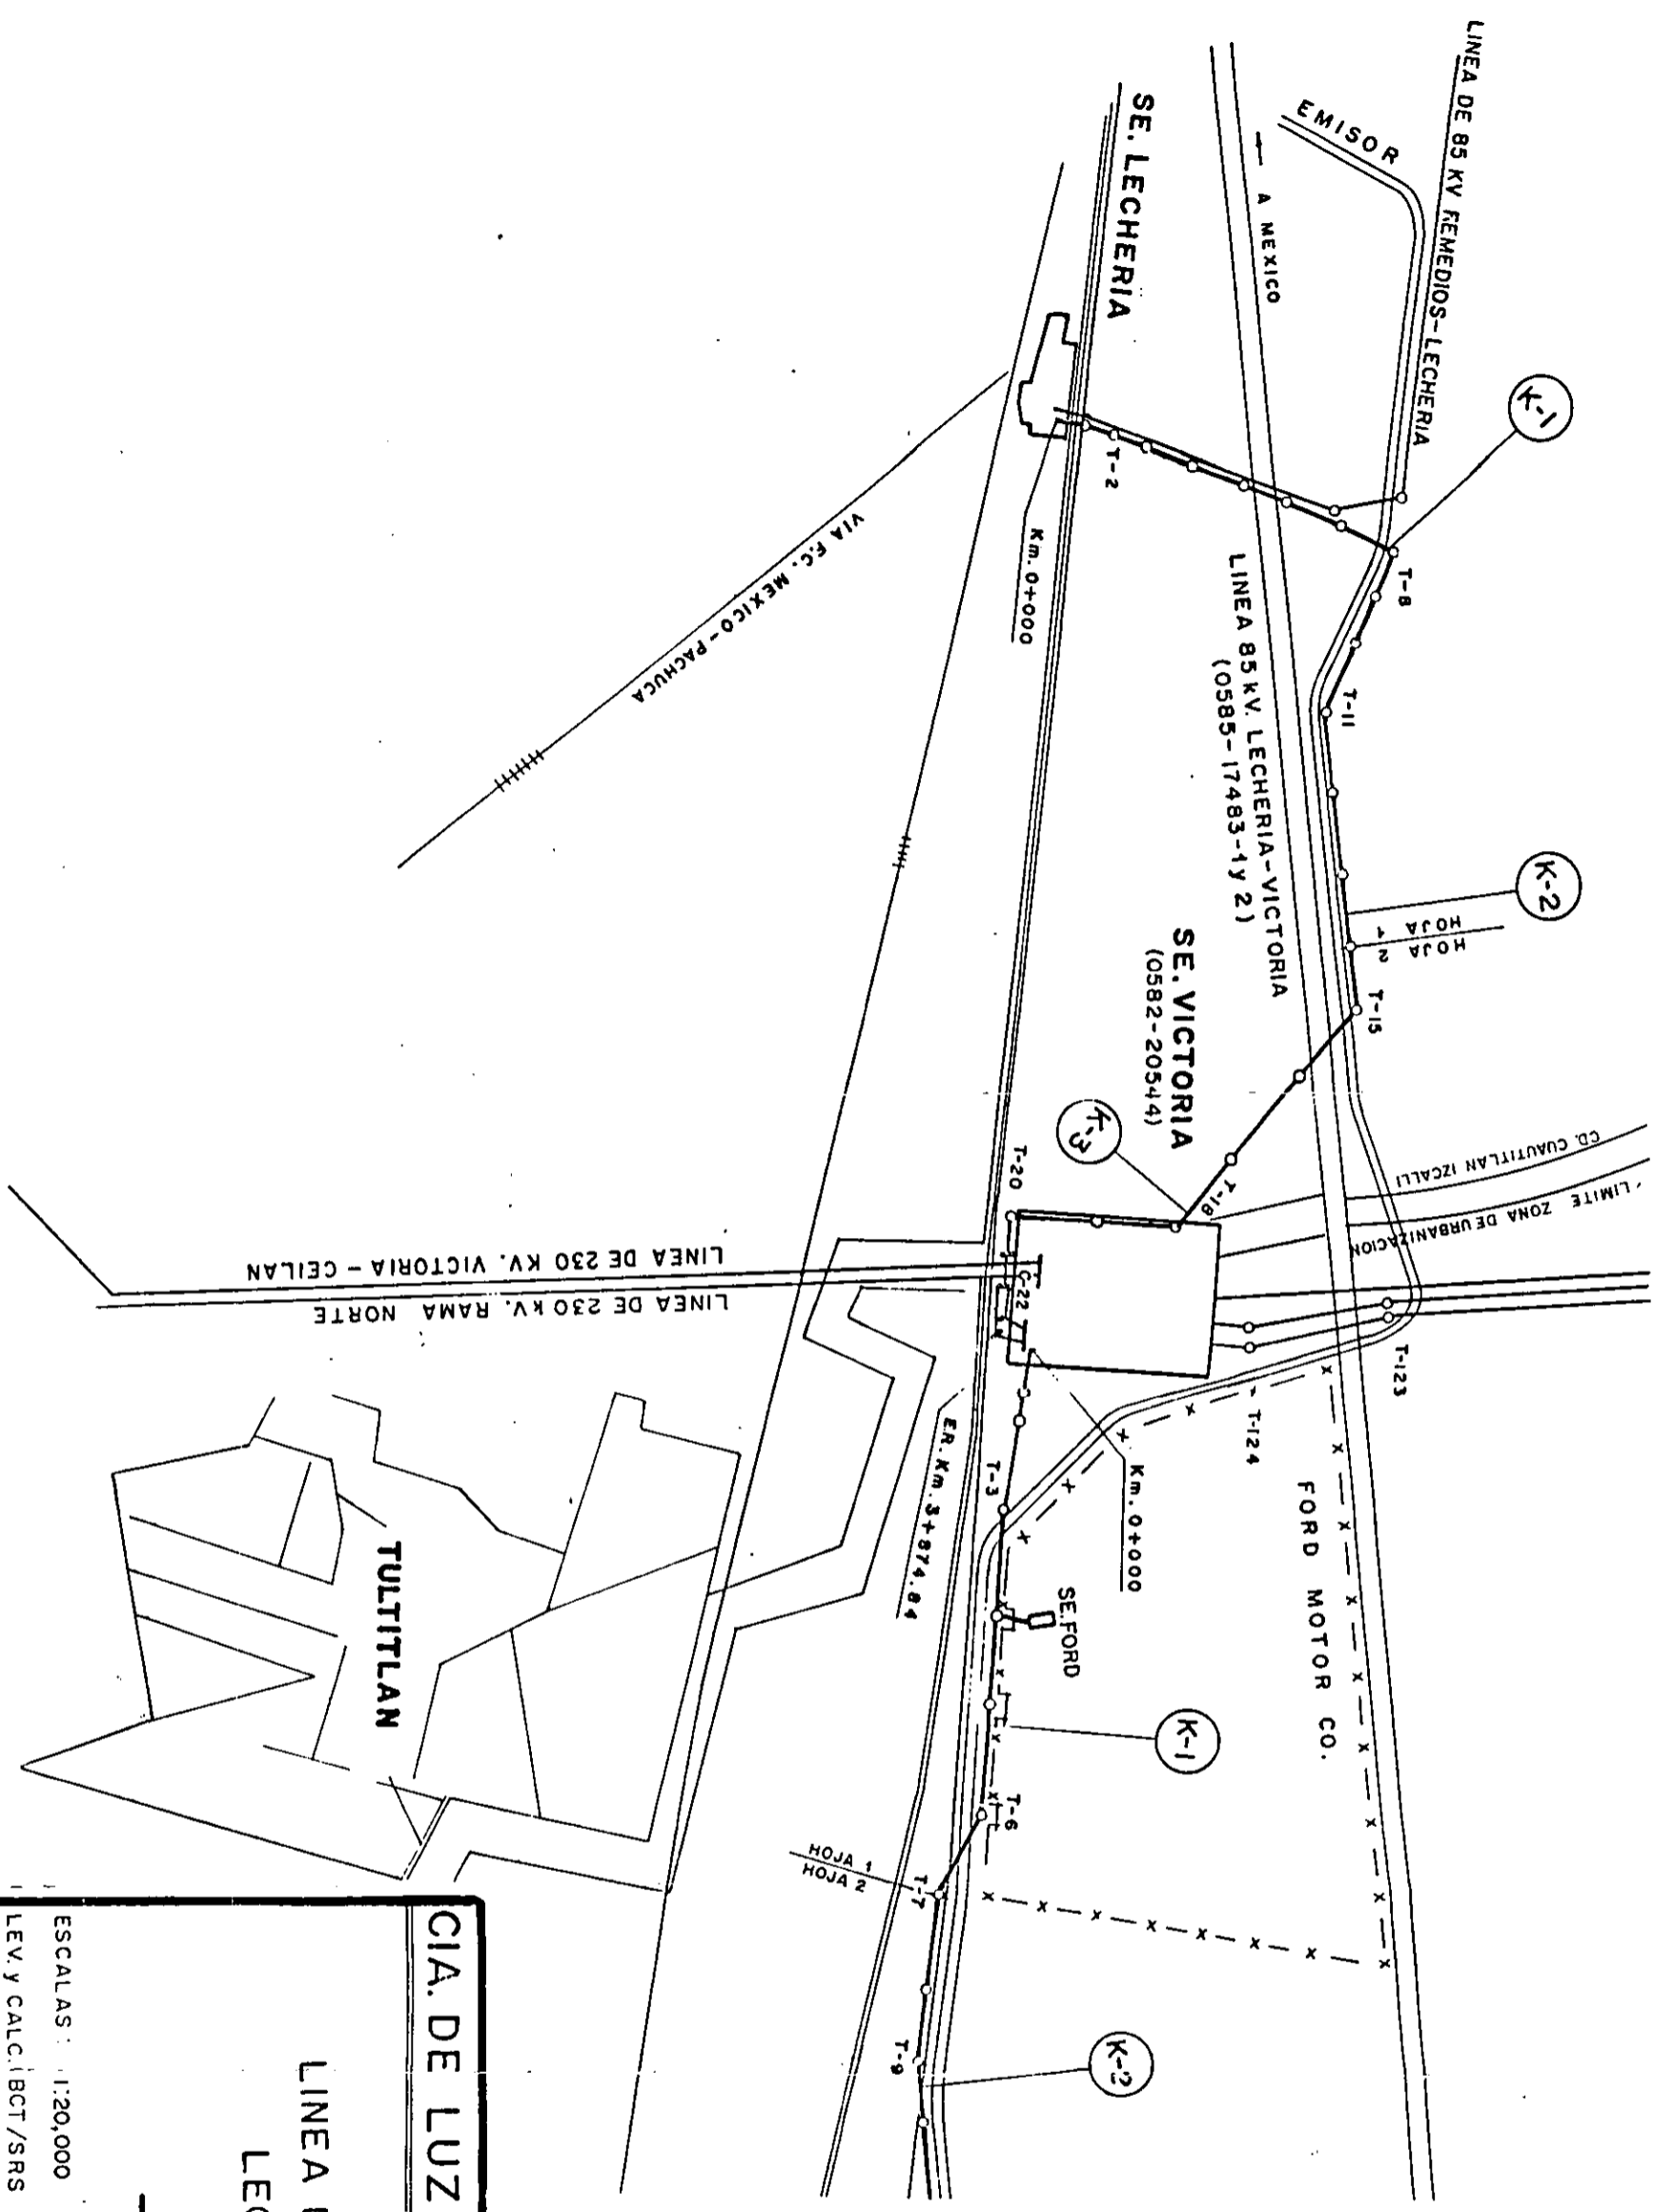 LINEA DE 85 KV REMEDIOS-LECHERIA
EMISOR
A MEXICO
SE. LECHERIA
K-1
T-8
T-2
Km. 0+000
T-11
LINEA 85 kV. LECHERIA-VICTORIA
(0585-17483-1 y 2)
VIA F.C. MEXICO-PACHUCA
K-2
HOJA 1
HOJA 2
T-15
SE. VICTORIA
(0582-20544)
K-3
T-18
T-20
CD. CUAUTITLAN IZCALLI
LIMITE ZONA DE URBANIZACION
LINEA DE 230 KV. VICTORIA - CEILAN
LINEA DE 230 kV. RAMA NORTE
C-22
T-123
T-124
FORD MOTOR CO.
Km. 0+000
T-3
ER. Km. 3+874.84
SE. FORD
K-1
T-6
HOJA 1
HOJA 2
T-7
T-9
K-2
TULTITLAN
CIA. DE LUZ
LINEA
ESCALAS: 1:20,000
LEV. y CALC. BCT/SRS